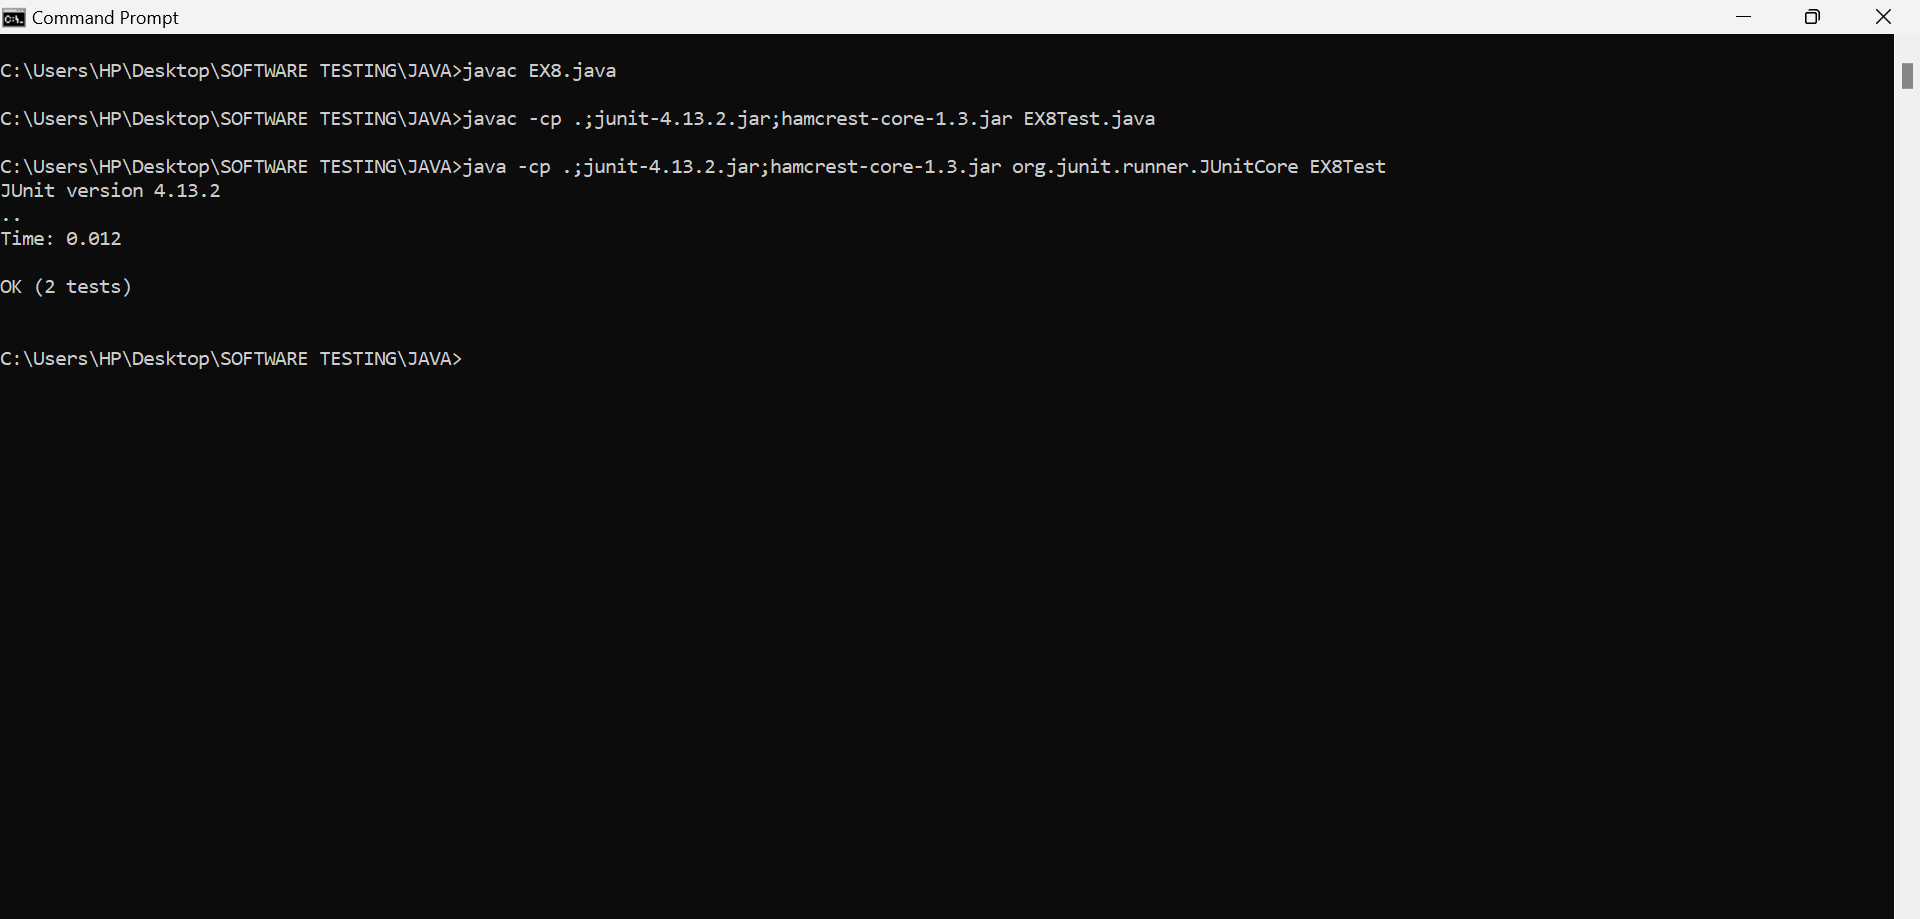 Command Prompt
C:\Users\HP\Desktop\SOFTWARE TESTING\JAVA>javac EX8.java
C:\Users\HP\Desktop\SOFTWARE TESTING\JAVA>javac -cp .;junit-4.13.2.jar;hamcrest-core-1.3.jar EX8Test.java
C:\Users\HP\Desktop\SOFTWARE TESTING\JAVA>java -cp .;junit-4.13.2.jar;hamcrest-core-1.3.jar org.junit.runner.JUnitCore EX8Test
JUnit version 4.13.2
..
Time: 0.012
OK (2 tests)
C:\Users\HP\Desktop\SOFTWARE TESTING\JAVA>